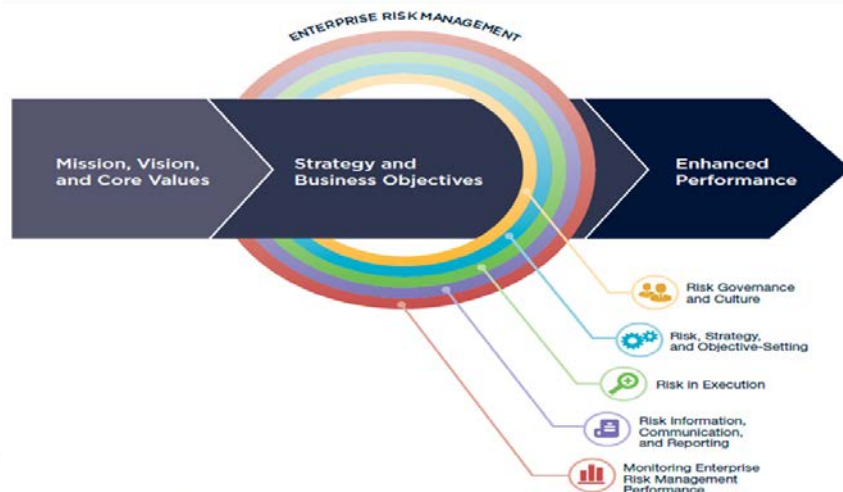 ENTERPRISE RISK MANAGEMENT
Mission, Vision,
and Core Values
Strategy and
Business Objectives
Enhanced
Performance
Risk Governance
and Culture
Risk, Strategy,
and Objective-Setting
Risk in Execution
Risk Information,
Communication,
and Reporting
Monitoring Enterprise
Risk Management
Performance